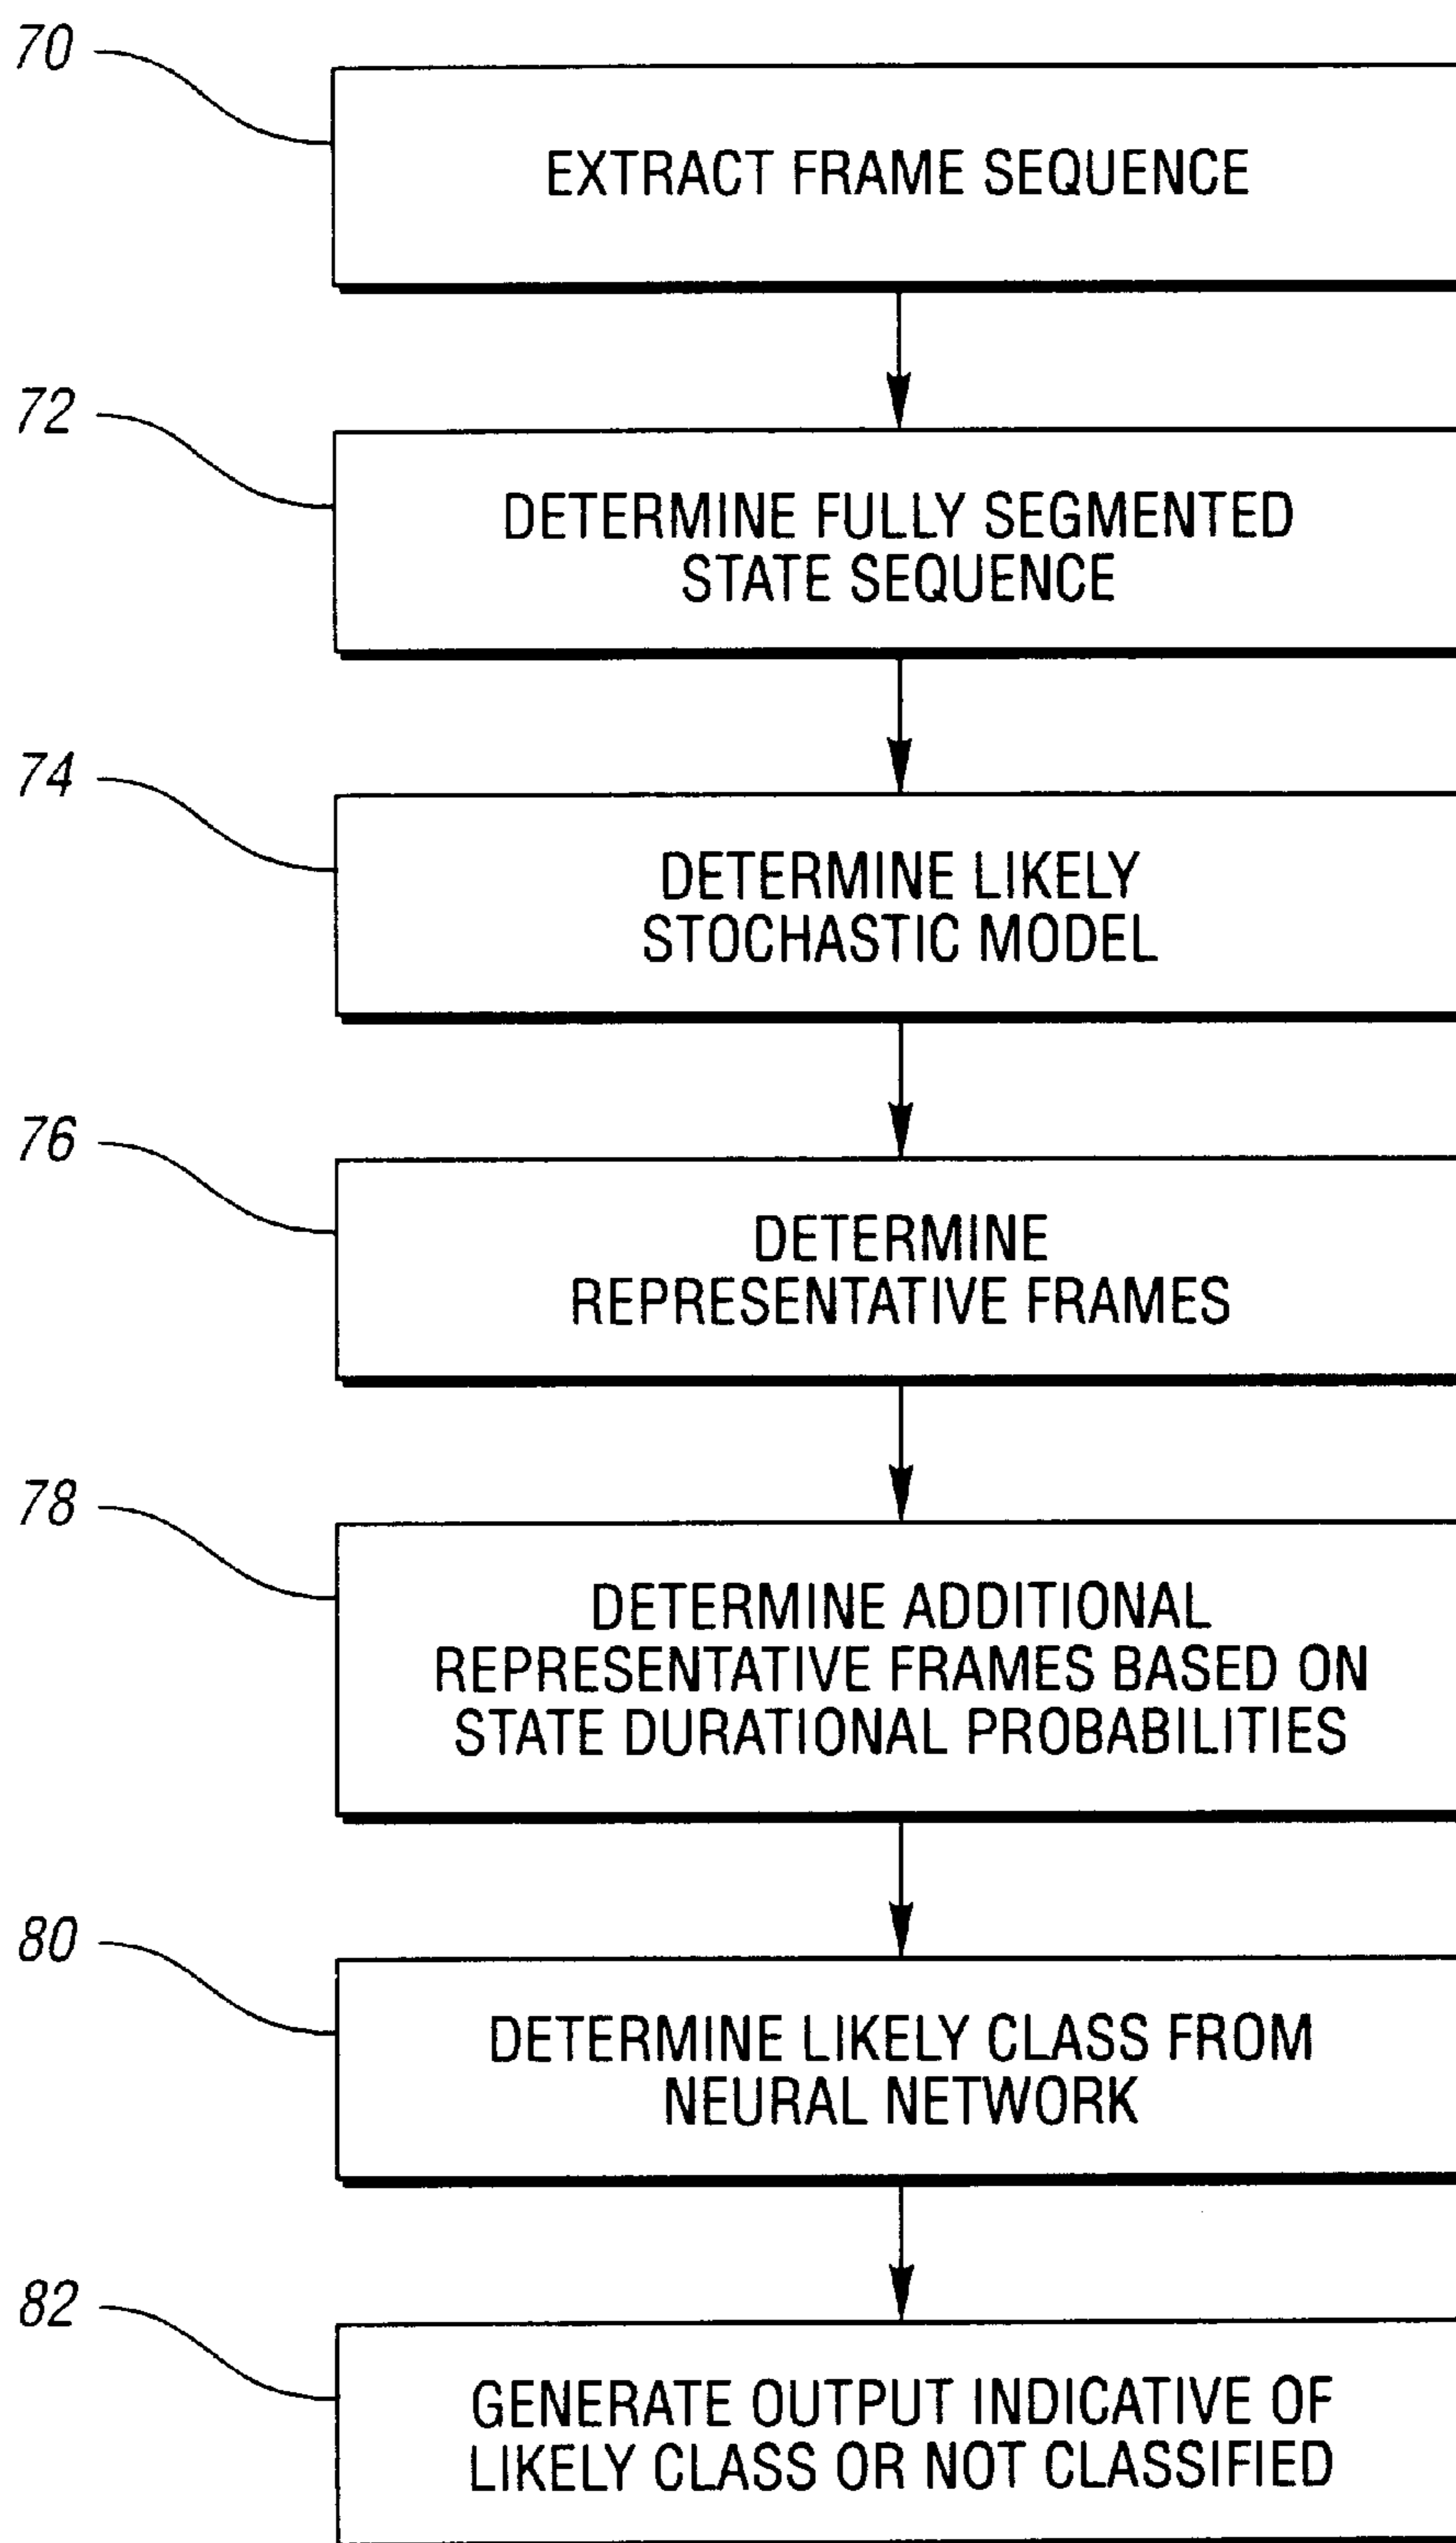 70
EXTRACT FRAME SEQUENCE
72
DETERMINE FULLY SEGMENTED
STATE SEQUENCE
74
DETERMINE LIKELY
STOCHASTIC MODEL
76
DETERMINE
REPRESENTATIVE FRAMES
78
DETERMINE ADDITIONAL
REPRESENTATIVE FRAMES BASED ON
STATE DURATIONAL PROBABILITIES
80
DETERMINE LIKELY CLASS FROM
NEURAL NETWORK
82
GENERATE OUTPUT INDICATIVE OF
LIKELY CLASS OR NOT CLASSIFIED